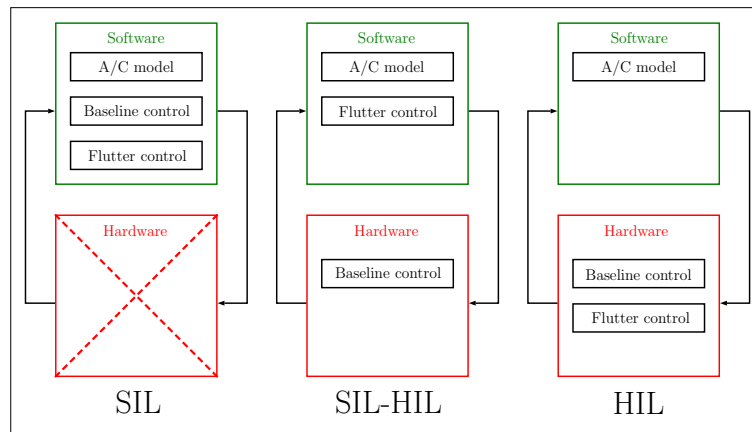 Software
A/C model
Baseline control
Flutter control
Hardware
SIL
Software
A/C model
Flutter control
Hardware
Baseline control
SIL-HIL
Software
A/C model
Hardware
Baseline control
Flutter control
HIL